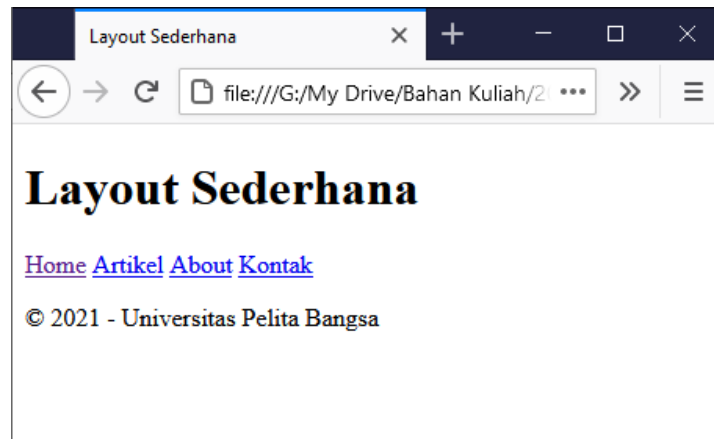 Layout Sederhana
file:///G:/My Drive/Bahan Kuliah/2
Layout Sederhana
Home Artikel About Kontak
© 2021 - Universitas Pelita Bangsa